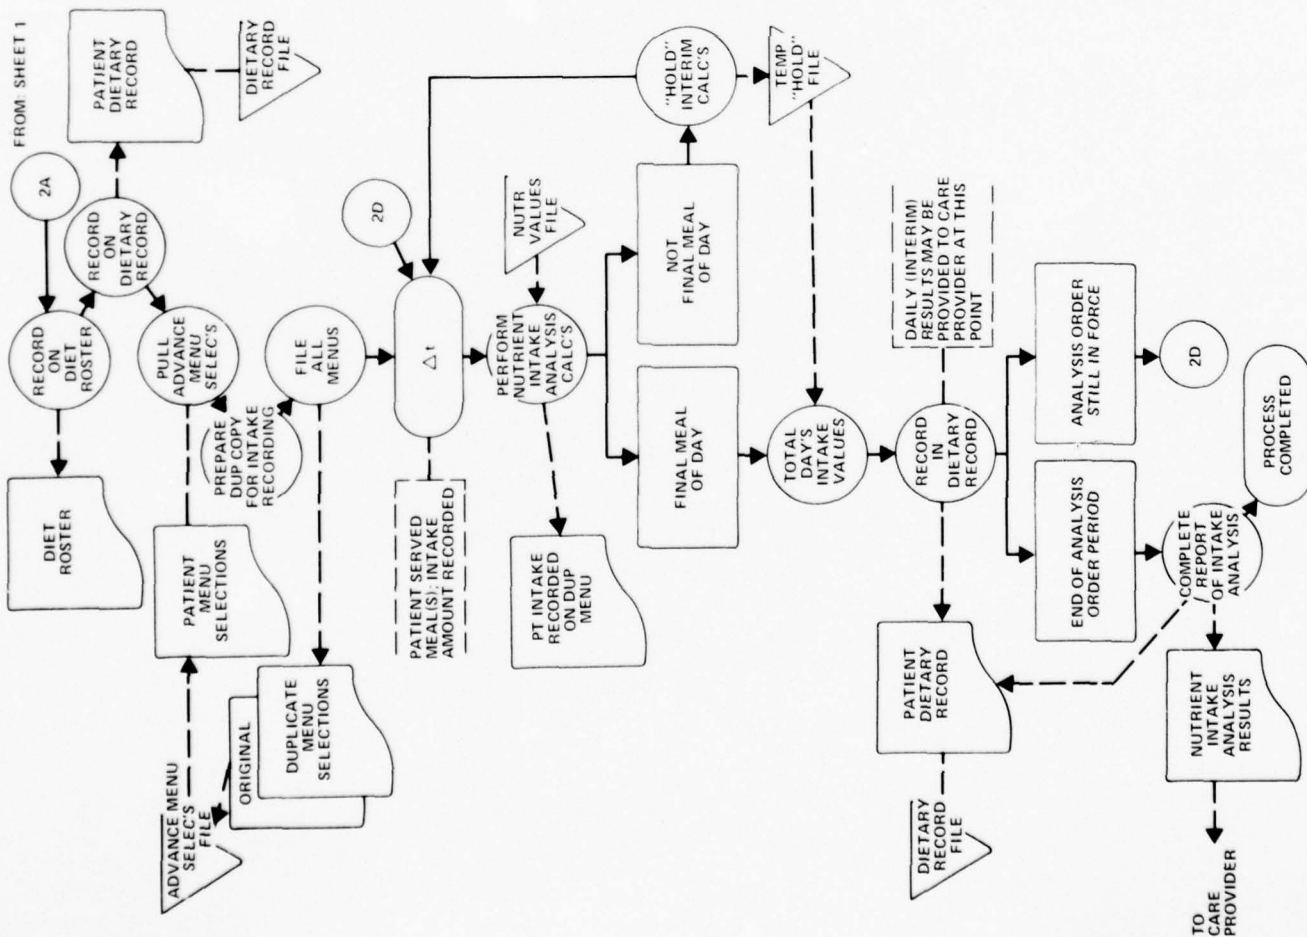 FROM: SHEET 1
2A
RECORD
ON
DIET
ROSTER
DIET
ROSTER
RECORD
ON
DIETARY
RECORD
PATIENT
DIETARY
RECORD
DIETARY
RECORD
FILE
PULL
ADVANCE
MENU
SELEC'S
PATIENT
MENU
SELECTIONS
ADVANCE MENU
SELEC'S
FILE
PREPARE
DUP COPY
FOR INTAKE
RECORDING
FILE
ALL
MENUS
ORIGINAL
DUPLICATE
MENU
SELECTIONS
2D
Δt
PATIENT SERVED
MEAL(S); INTAKE
AMOUNT RECORDED
NUTR
VALUES
FILE
PERFORM
NUTRIENT
INTAKE
ANALYSIS
CALC'S
PT INTAKE
RECORDED
ON DUP
MENU
FINAL MEAL
OF DAY
NOT
FINAL MEAL
OF DAY
"HOLD"
INTERIM
CALC'S
TEMP
"HOLD"
FILE
TOTAL
DAY'S
INTAKE
VALUES
RECORD
IN
DIETARY
RECORD
DAILY (INTERIM)
RESULTS MAY BE
PROVIDED TO CARE
PROVIDER AT THIS
POINT
PATIENT
DIETARY
RECORD
DIETARY
RECORD
FILE
END OF ANALYSIS
ORDER PERIOD
ANALYSIS ORDER
STILL IN FORCE
2D
COMPLETE
REPORT
OF INTAKE
ANALYSIS
PROCESS
COMPLETED
NUTRIENT
INTAKE
ANALYSIS
RESULTS
TO
CARE
PROVIDER